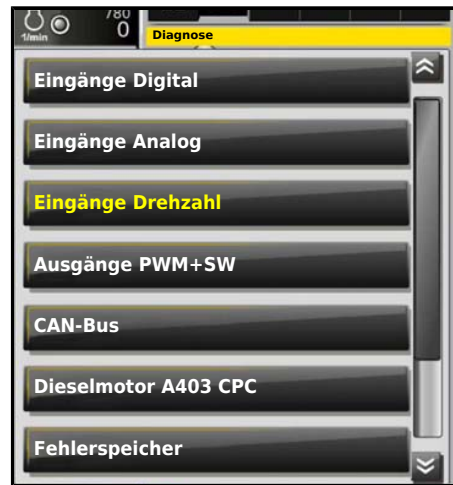 780
1/min
0
Diagnose
Eingänge Digital
Eingänge Analog
Eingänge Drehzahl
Ausgänge PWM+SW
CAN-Bus
Dieselmotor A403 CPC
Fehlerspeicher